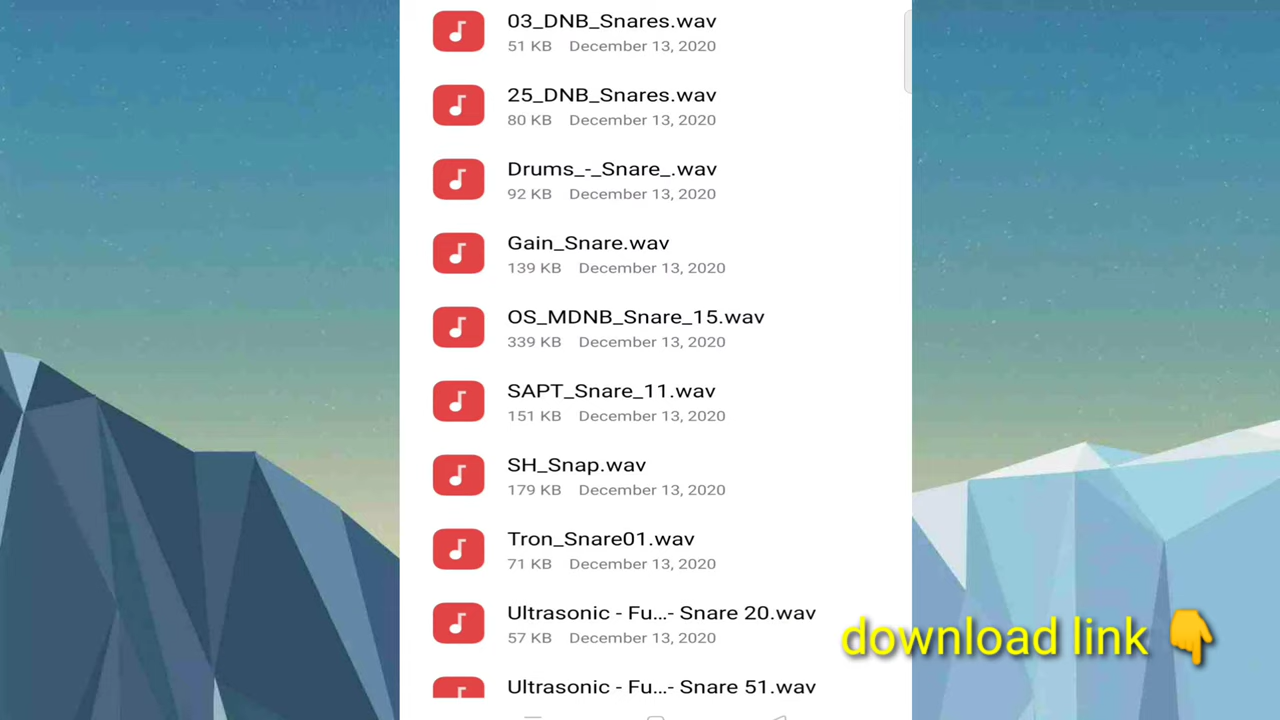 03_DNB_Snares.wav
51 KB December 13, 2020
25_DNB_Snares.wav
80 KB December 13, 2020
Drums_-_Snare_.wav
92 KB December 13, 2020
Gain_Snare.wav
139 KB December 13, 2020
OS_MDNB_Snare_15.wav
339 KB December 13, 2020
SAPT_Snare_11.wav
151 KB December 13, 2020
SH_Snap.wav
179 KB December 13, 2020
Tron_Snare01.wav
71 KB December 13, 2020
Ultrasonic - Fu...- Snare 20.wav
57 KB December 13, 2020
download link 👇
Ultrasonic - Fu...- Snare 51.wav